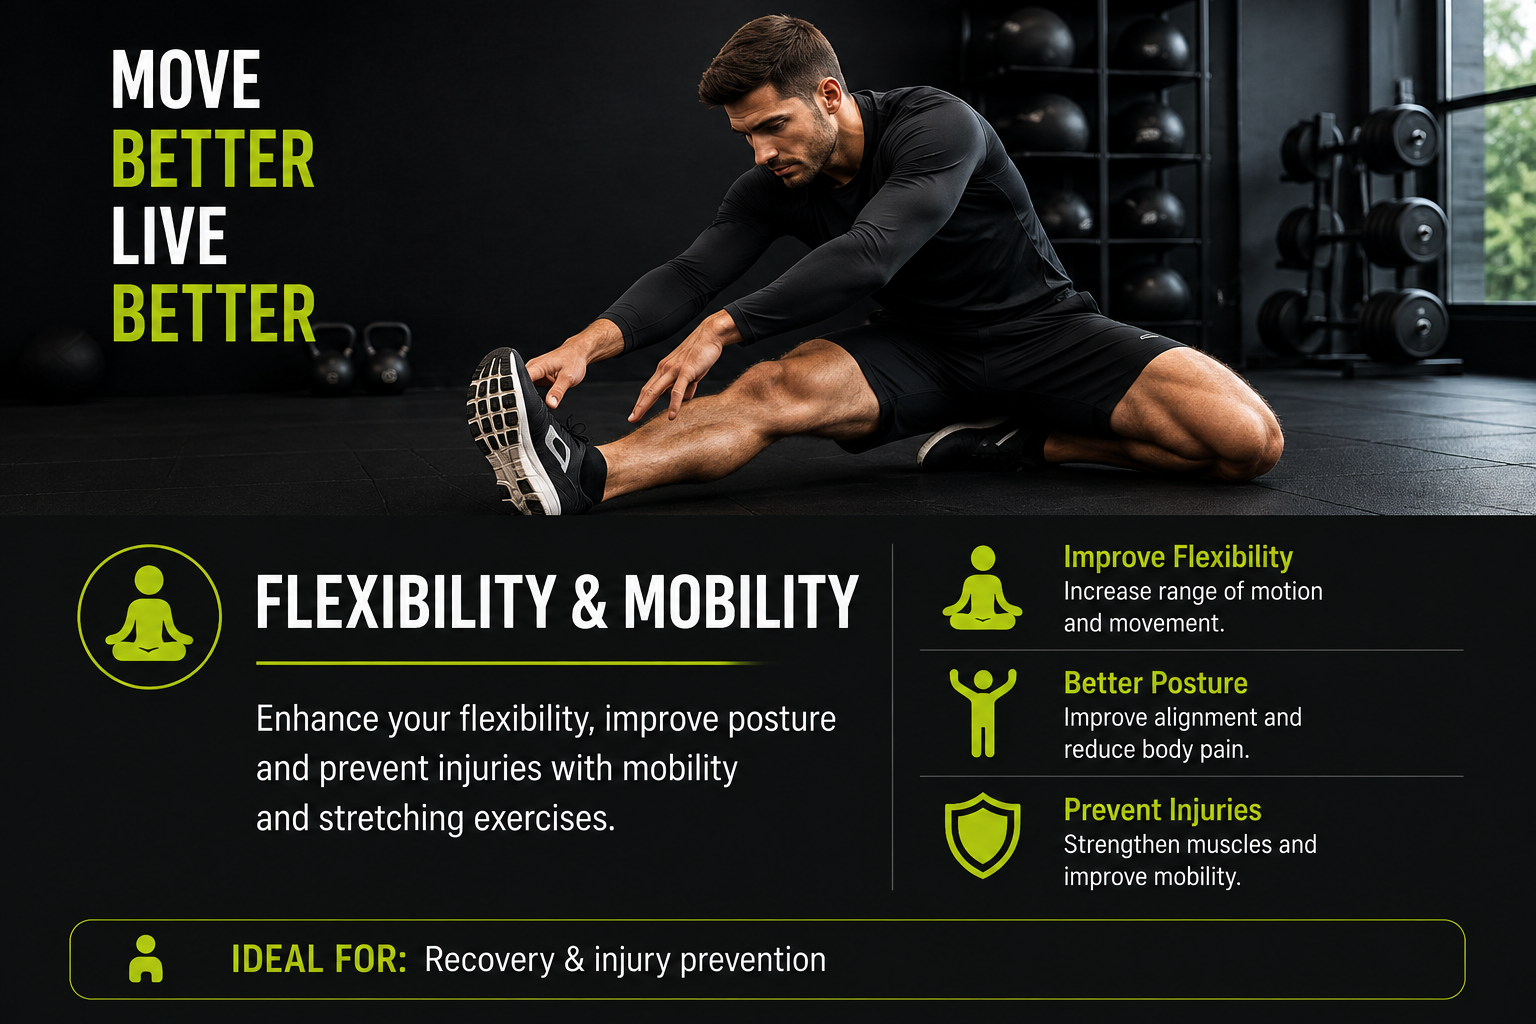 MOVE
BETTER
LIVE
BETTER
FLEXIBILITY & MOBILITY
Enhance your flexibility, improve posture
and prevent injuries with mobility
and stretching exercises.
Improve Flexibility
Increase range of motion
and movement.
Better Posture
Improve alignment and
reduce body pain.
Prevent Injuries
Strengthen muscles and
improve mobility.
IDEAL FOR: Recovery & injury prevention